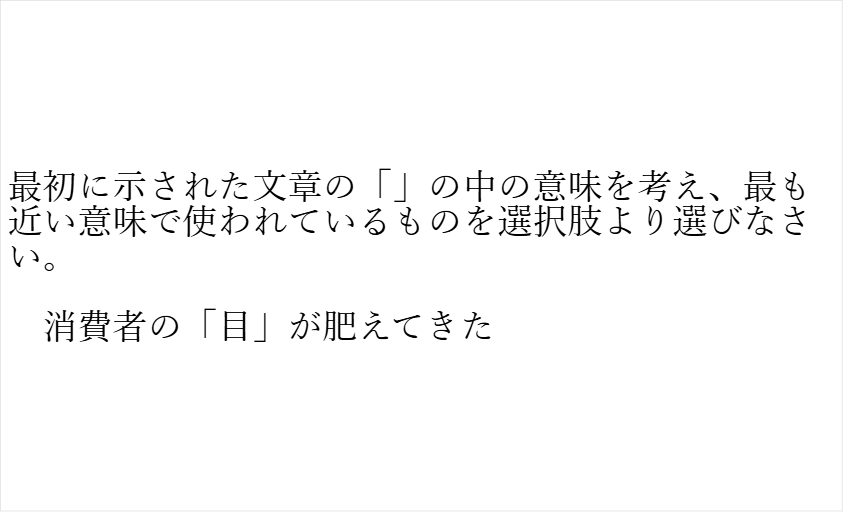 最初に示された文章の「」の中の意味を考え、最も
近い意味で使われているものを選択肢より選びなさ
い。
消費者の「目」が肥えてきた